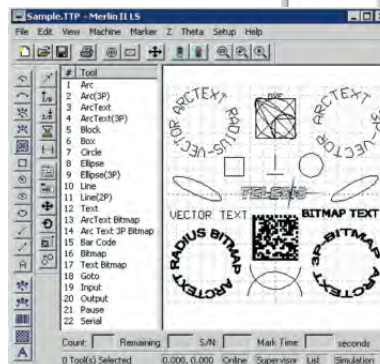 Sample.TTP - Merlin II LS
File Edit View Machine Marker Z Theta Setup Help
# Tool
1 Arc
2 Arc(3P)
3 ArcText
4 ArcText(3P)
5 Block
6 Box
7 Circle
8 Ellipse
9 Ellipse(3P)
10 Line
11 Line(2P)
12 Text
13 ArcText Bitmap
14 Arc Text 3P Bitmap
15 Bar Code
16 Bitmap
17 Text Bitmap
18 Goto
19 Input
20 Output
21 Pause
22 Serial
VECTOR ARCTEXT RADIUS-
DXF
ARCTEXT
3P-VECTOR
TELESIS
VECTOR TEXT
BITMAP TEXT
RADIUS BITMAP
ARCTEXT
3P-BITMAP
ARCTEXT
Count: Remaining S/N Mark Time seconds
0 Tool(s) Selected 0.000, 0.000 Online Supervisor List Simulation